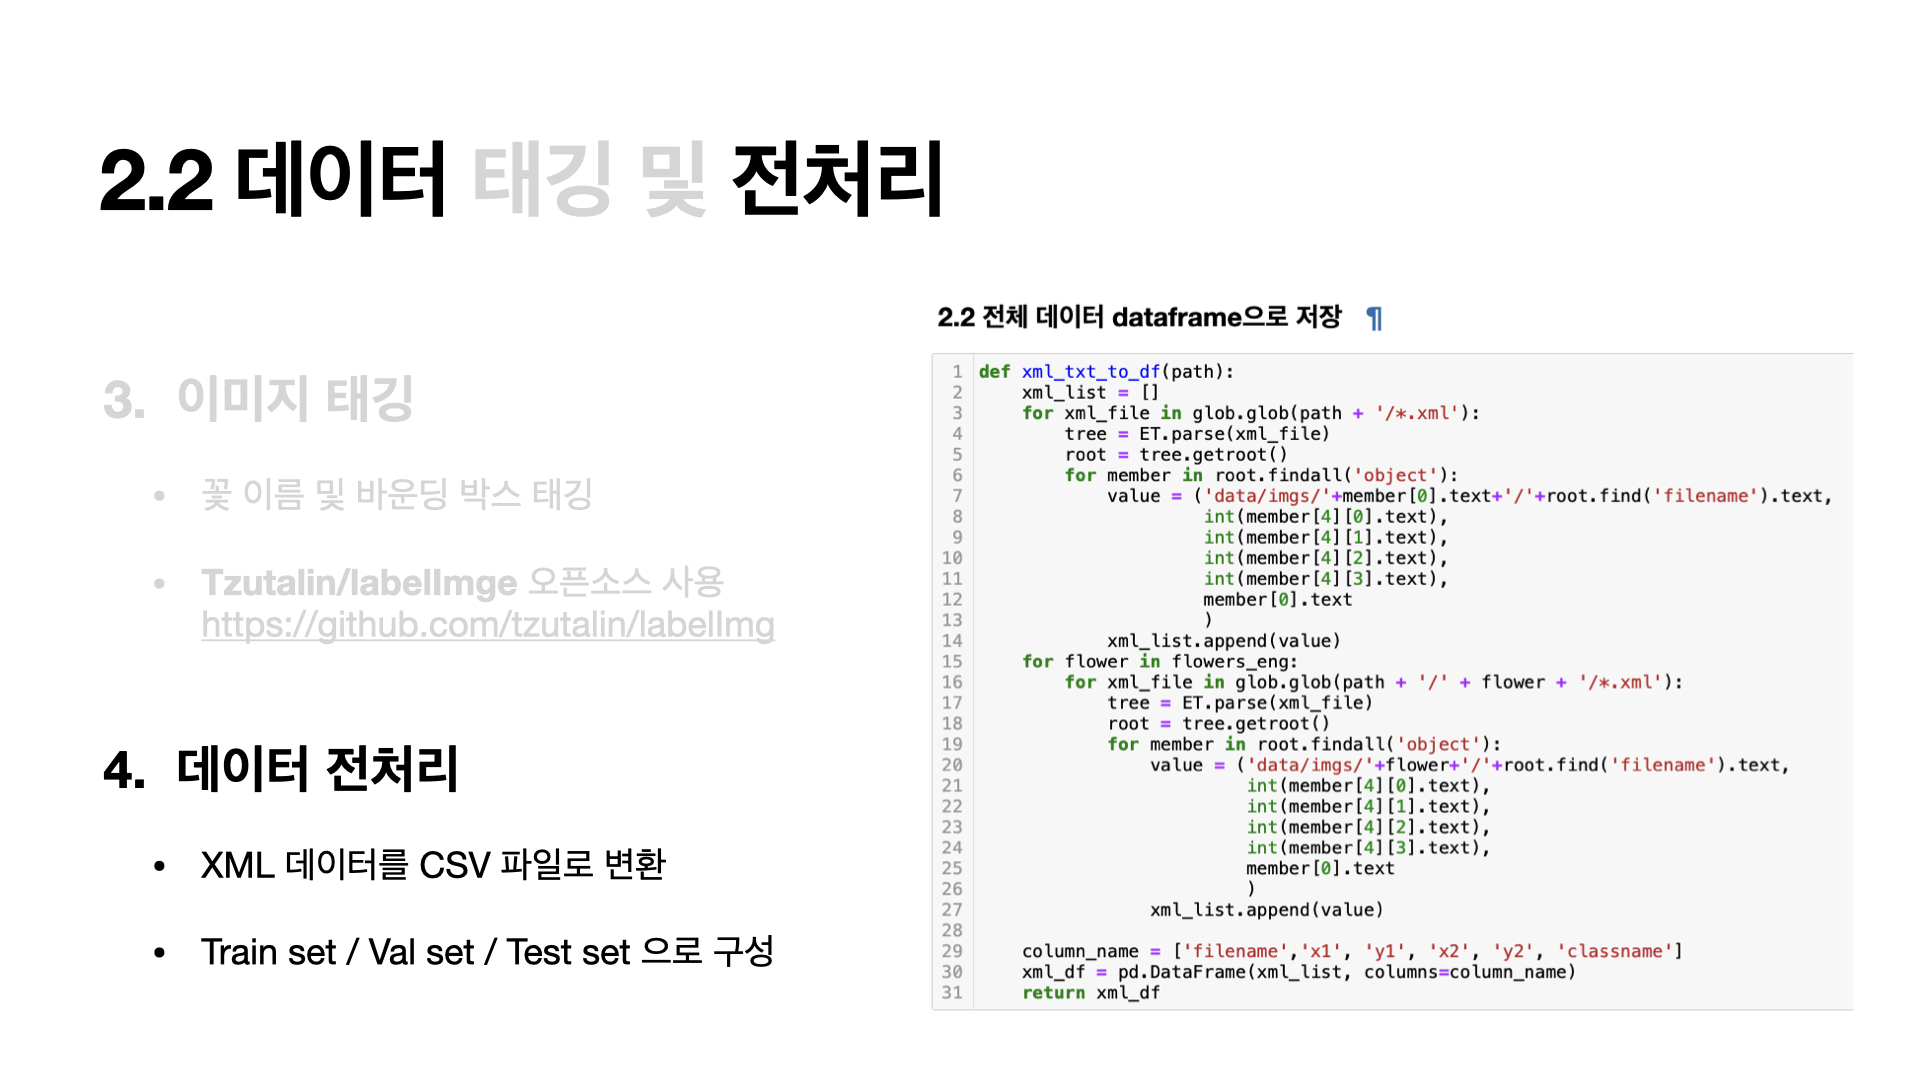 2.2 데이터 태깅 및 전처리
3. 이미지 태깅
• 꽃 이름 및 바운딩 박스 태깅
• Tzutalin/labelImge 오픈소스 사용
https://github.com/tzutalin/labelImg
4. 데이터 전처리
• XML 데이터를 CSV 파일로 변환
• Train set / Val set / Test set 으로 구성
2.2 전체 데이터 dataframe으로 저장 ¶
1 def xml_txt_to_df(path):
2     xml_list = []
3     for xml_file in glob.glob(path + '/*.xml'):
4         tree = ET.parse(xml_file)
5         root = tree.getroot()
6         for member in root.findall('object'):
7             value = ('data/imgs/'+member[0].text+'/'+root.find('filename').text,
8                      int(member[4][0].text),
9                      int(member[4][1].text),
10                      int(member[4][2].text),
11                      int(member[4][3].text),
12                      member[0].text
13                      )
14             xml_list.append(value)
15     for flower in flowers_eng:
16         for xml_file in glob.glob(path + '/' + flower + '/*.xml'):
17             tree = ET.parse(xml_file)
18             root = tree.getroot()
19             for member in root.findall('object'):
20                 value = ('data/imgs/'+flower+'/'+root.find('filename').text,
21                          int(member[4][0].text),
22                          int(member[4][1].text),
23                          int(member[4][2].text),
24                          int(member[4][3].text),
25                          member[0].text
26                          )
27                 xml_list.append(value)
28
29     column_name = ['filename','x1', 'y1', 'x2', 'y2', 'classname']
30     xml_df = pd.DataFrame(xml_list, columns=column_name)
31     return xml_df